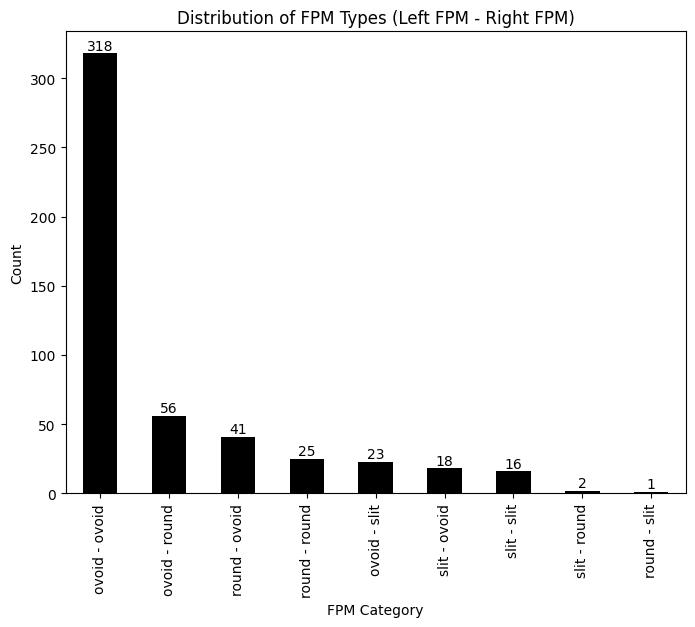 Distribution of FPM Types (Left FPM - Right FPM)
Count
300
250
200
150
100
50
0
318
56
41
25
23
18
16
2
1
ovoid - ovoid
ovoid - round
round - ovoid
round - round
ovoid - slit
slit - ovoid
slit - slit
slit - round
round - slit
FPM Category